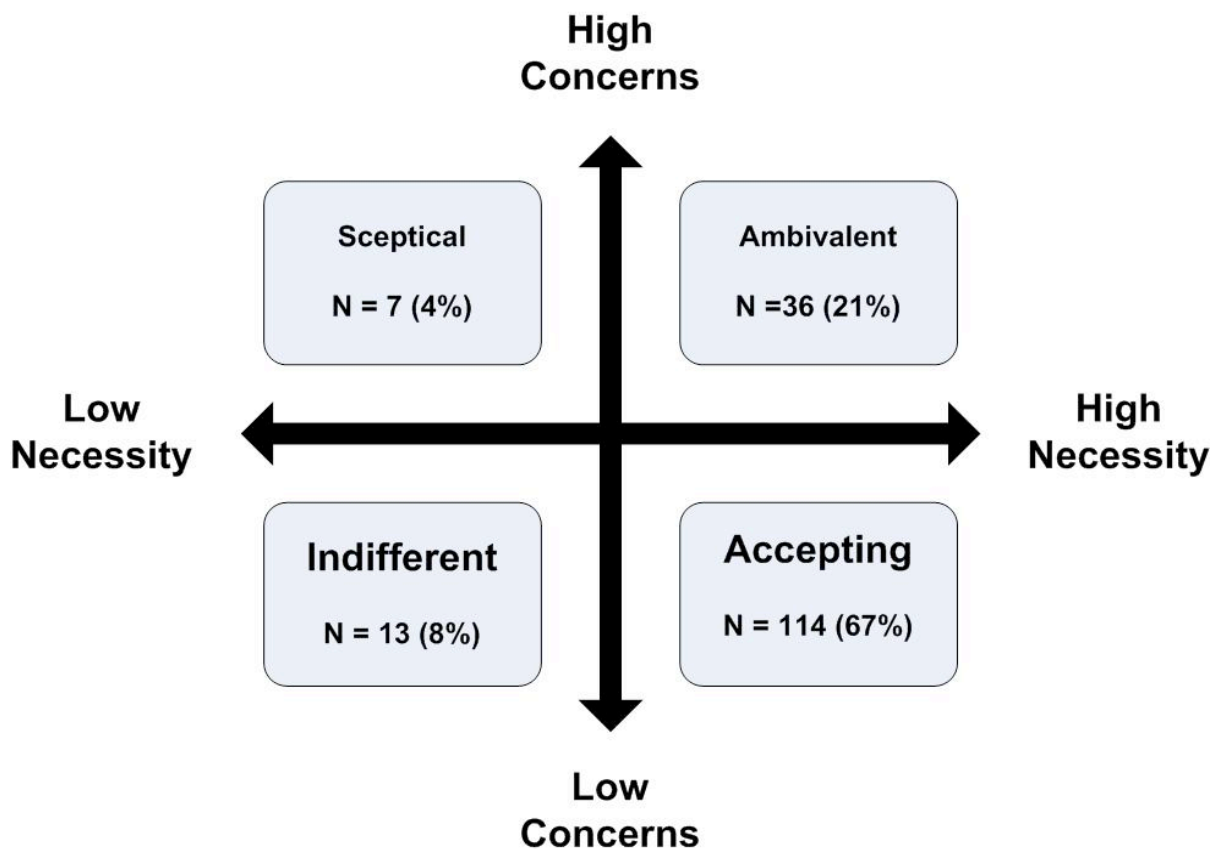 High
Concerns
Sceptical
N = 7 (4%)
Ambivalent
N =36 (21%)
Low
Necessity
High
Necessity
Indifferent
N = 13 (8%)
Accepting
N = 114 (67%)
Low
Concerns